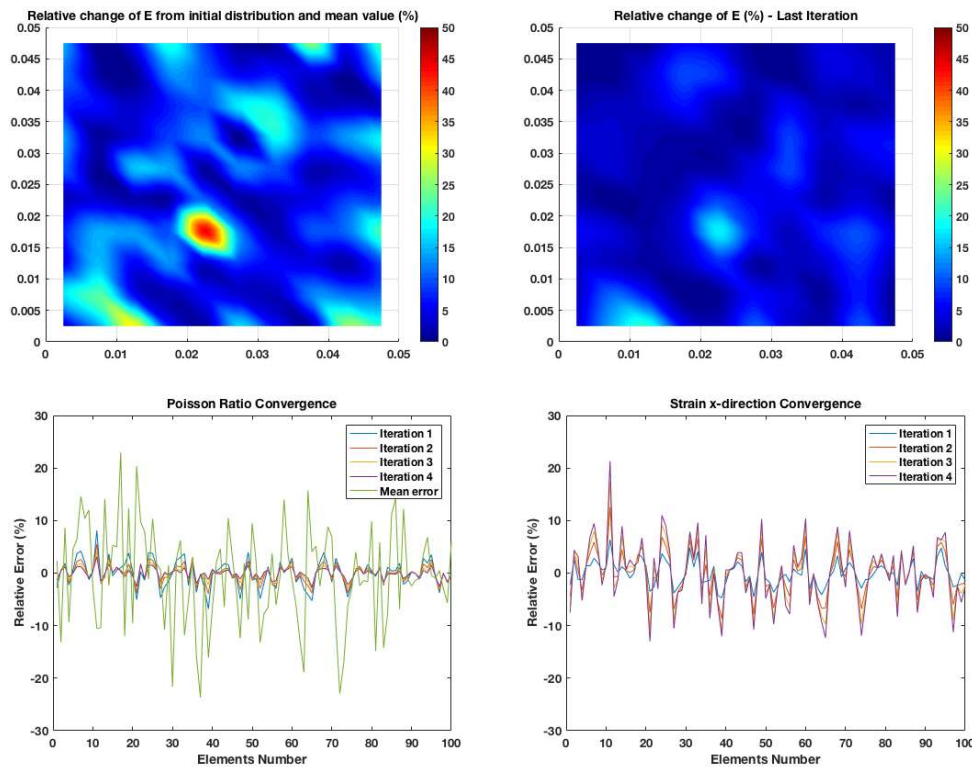 Relative change of E from initial distribution and mean value (%)
0.05
0.045
0.04
0.035
0.03
0.025
0.02
0.015
0.01
0.005
0
0 0.01 0.02 0.03 0.04 0.05
50
45
40
35
30
25
20
15
10
5
0
Relative change of E (%) - Last Iteration
0.05
0.045
0.04
0.035
0.03
0.025
0.02
0.015
0.01
0.005
0
0 0.01 0.02 0.03 0.04 0.05
50
45
40
35
30
25
20
15
10
5
0
Poisson Ratio Convergence
Relative Error (%)
30
20
10
0
-10
-20
-30
0 10 20 30 40 50 60 70 80 90 100
Elements Number
Iteration 1
Iteration 2
Iteration 3
Iteration 4
Mean error
Strain x-direction Convergence
Relative Error (%)
30
20
10
0
-10
-20
-30
0 10 20 30 40 50 60 70 80 90 100
Elements Number
Iteration 1
Iteration 2
Iteration 3
Iteration 4